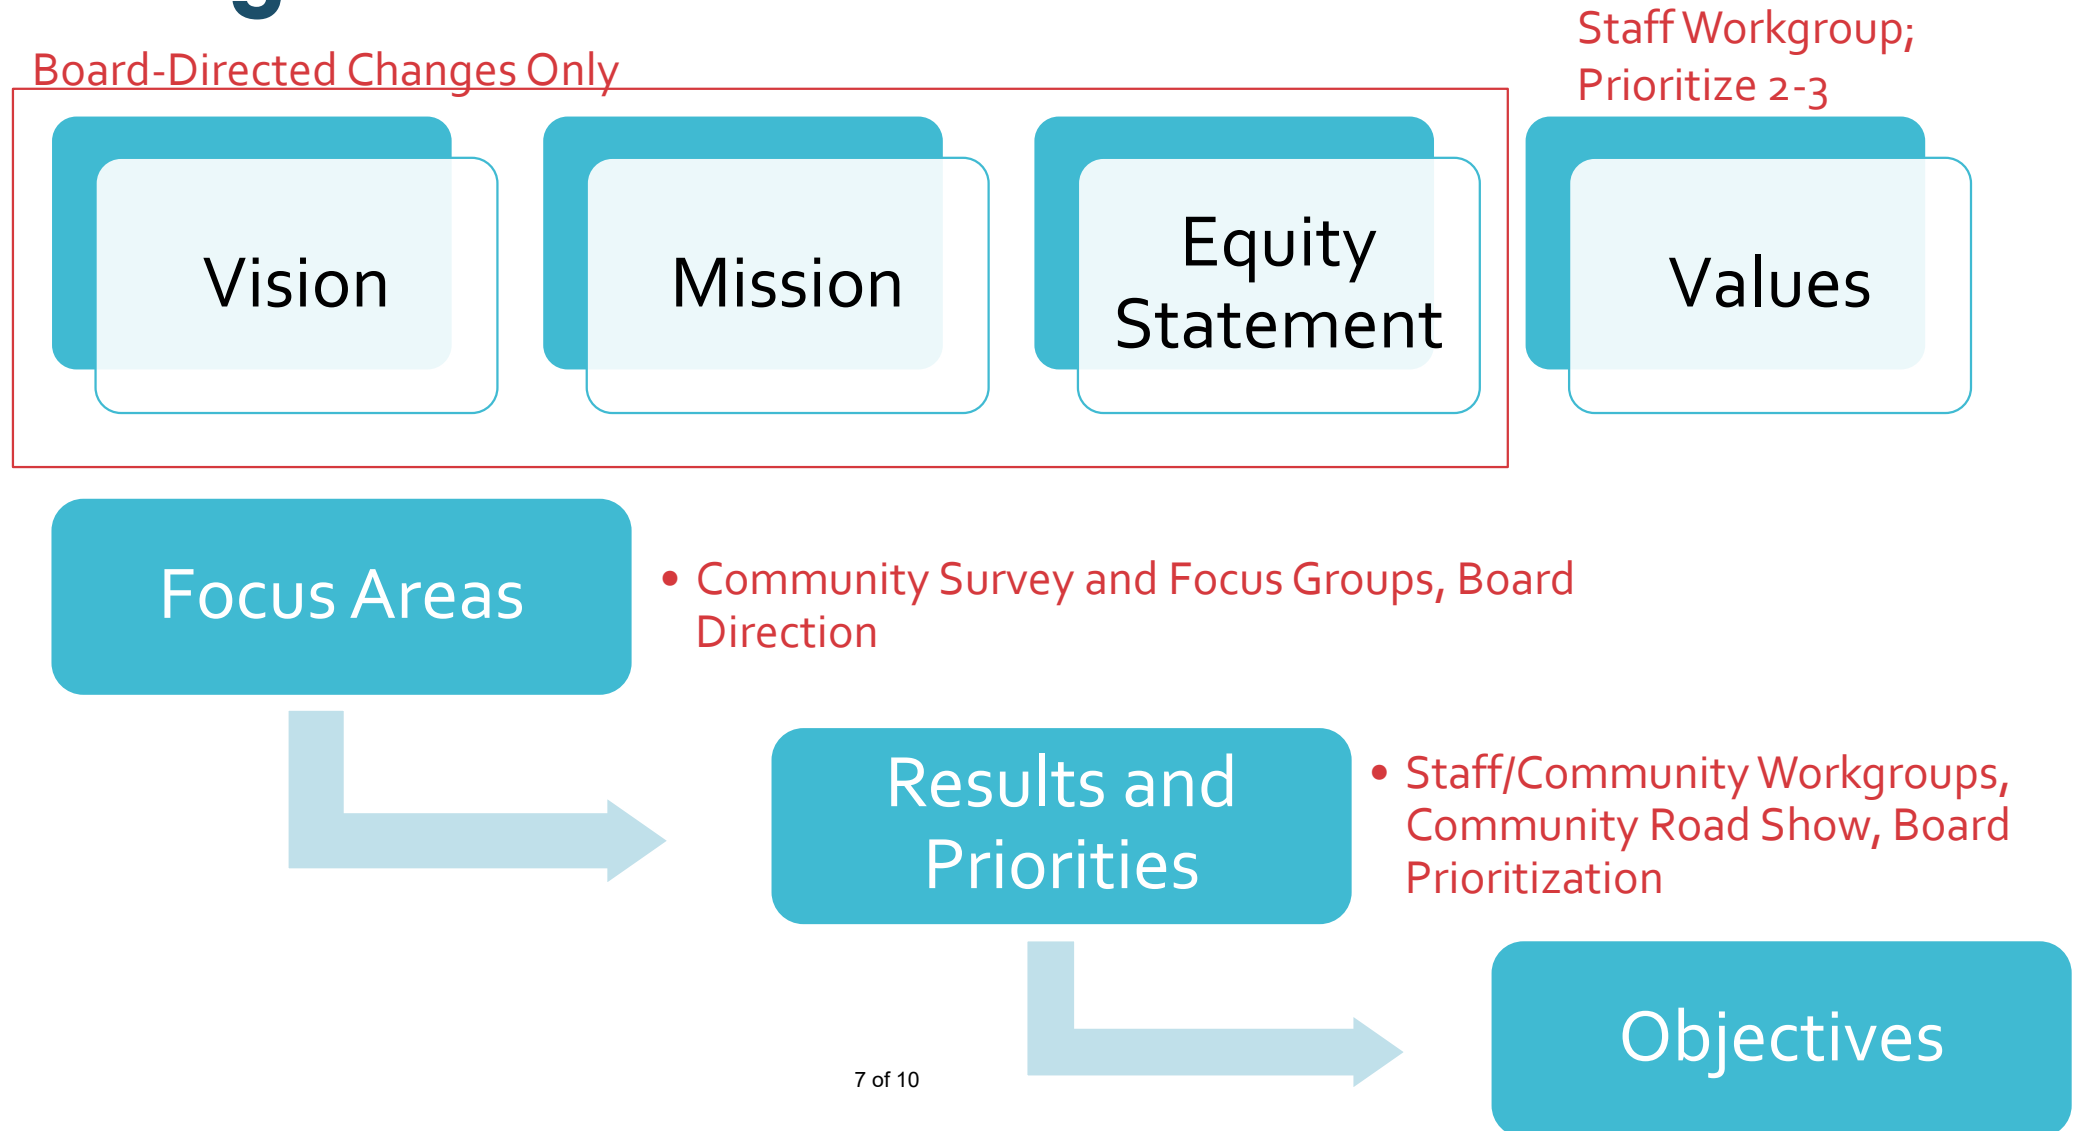 Board-Directed Changes Only
Staff Workgroup;
Prioritize 2-3
Vision
Mission
Equity
Statement
Values
Focus Areas
• Community Survey and Focus Groups, Board
Direction
Results and
Priorities
• Staff/Community Workgroups,
Community Road Show, Board
Prioritization
Objectives
7 of 10